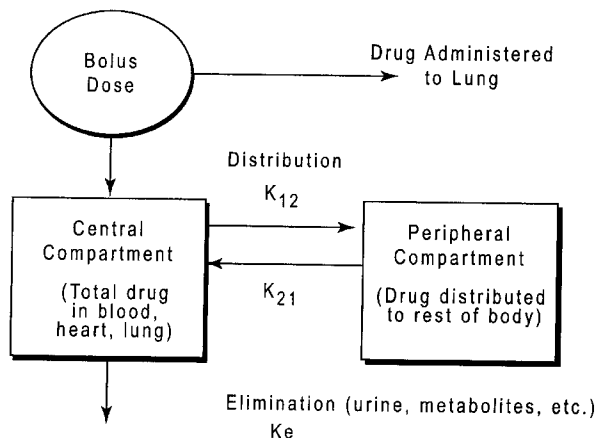 Bolus
Dose
Drug Administered
to Lung
Distribution
K12
Central
Compartment
(Total drug
in blood,
heart, lung)
Peripheral
Compartment
(Drug distributed
to rest of body)
K21
Elimination (urine, metabolites, etc.)
Ke